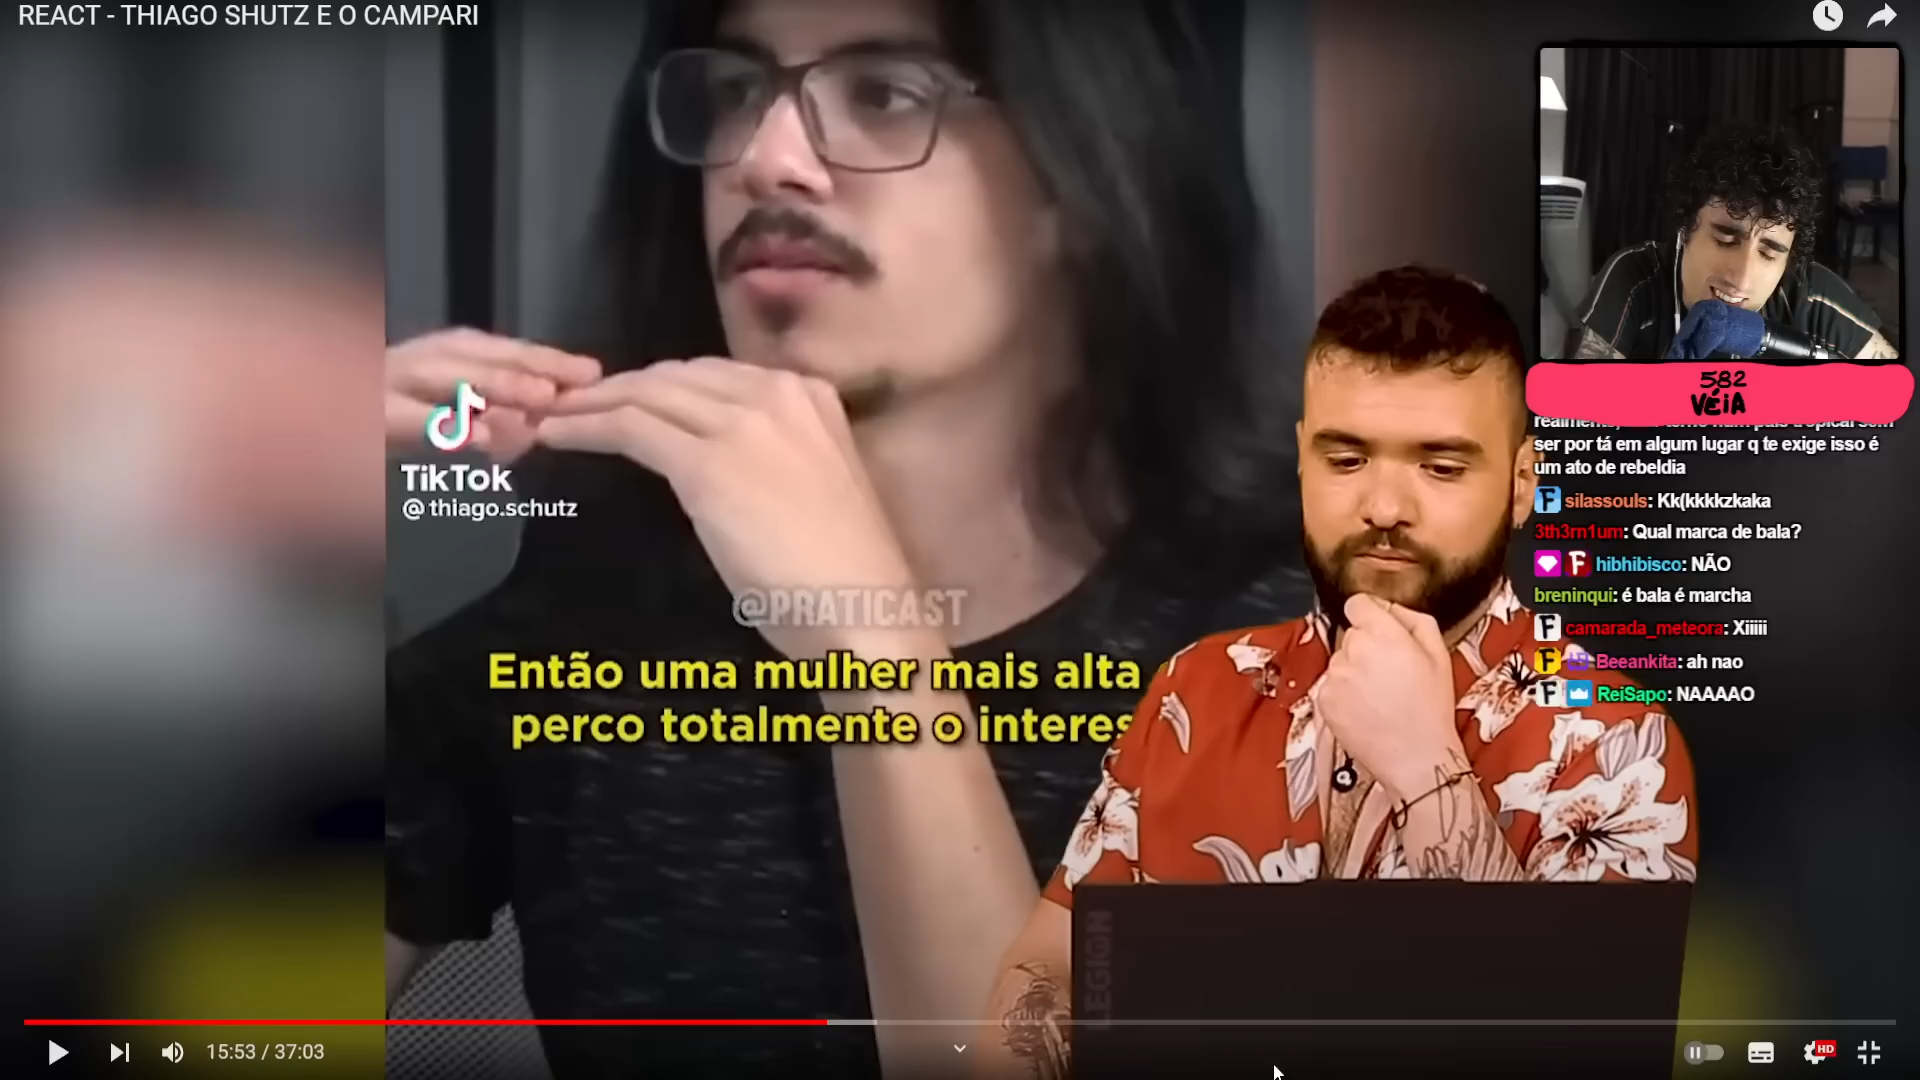 REACT - THIAGO SHUTZ E O CAMPARI
TikTok
@thiago.schutz
@PRATICAST
Então uma mulher mais alta
perco totalmente o interes
LEGION
582
VÉIA
ser por tá em algum lugar q te exige isso é
um ato de rebeldia
silassouls: Kk(kkkkzkaka
3th3rn1um: Qual marca de bala?
hibhibisco: NÃO
breninqui: é bala é marcha
camarada_meteora: Xiiiii
Beeankita: ah nao
ReiSapo: NAAAAO
15:53 / 37:03
HD